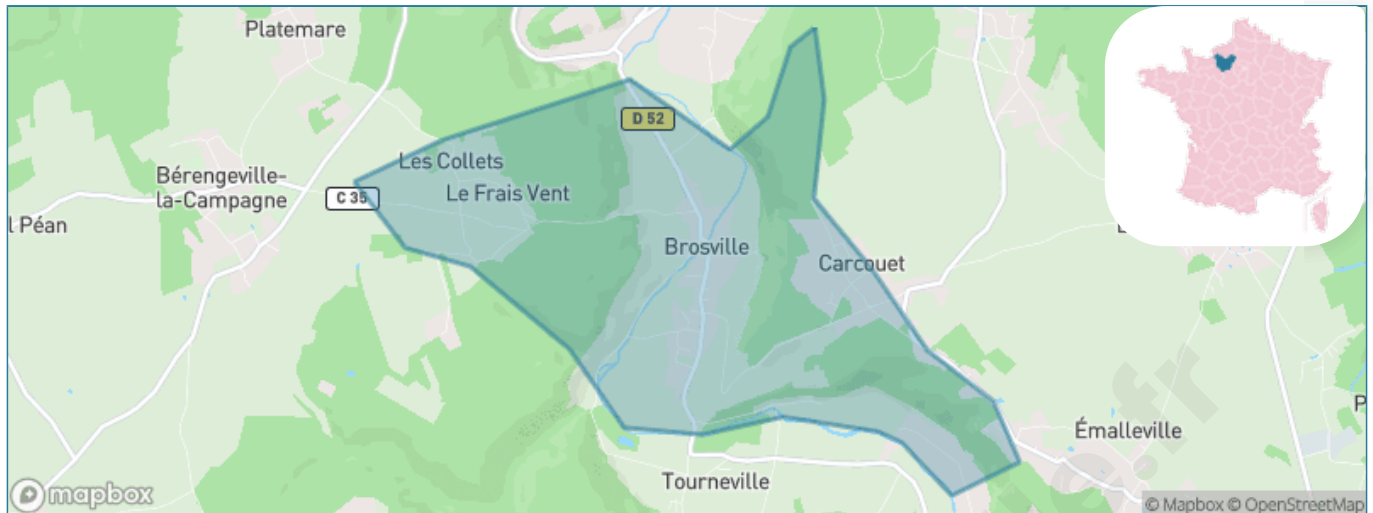 Platemare
D 52
Les Collets
Bérengeville-
la-Campagne
C 35
Le Frais Vent
l Péan
Brosville
Carcouet
Émalleville
Tourneville
mapbox
© Mapbox © OpenStreetMap